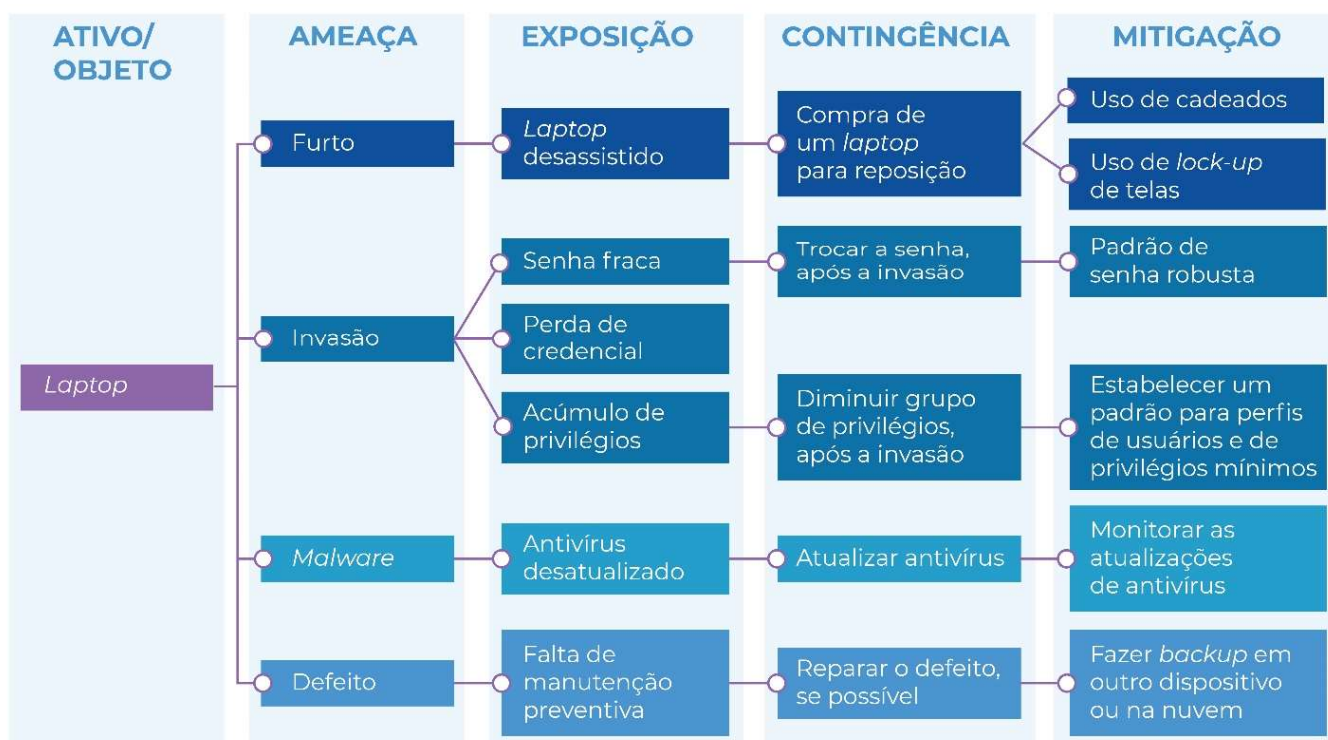 ATIVO/
OBJETO
AMEAÇA
EXPOSIÇÃO
CONTINGÊNCIA
MITIGAÇÃO
Laptop
Furto
Laptop
desassistido
Compra de
um laptop
para reposição
Uso de cadeados
Uso de lock-up
de telas
Invasão
Senha fraca
Trocar a senha,
após a invasão
Padrão de
senha robusta
Perda de
credencial
Acúmulo de
privilégios
Diminuir grupo
de privilégios,
após a invasão
Estabelecer um
padrão para perfis
de usuários e de
privilégios mínimos
Malware
Antivírus
desatualizado
Atualizar antivírus
Monitorar as
atualizações
de antivírus
Defeito
Falta de
manutenção
preventiva
Reparar o defeito,
se possível
Fazer backup em
outro dispositivo
ou na nuvem